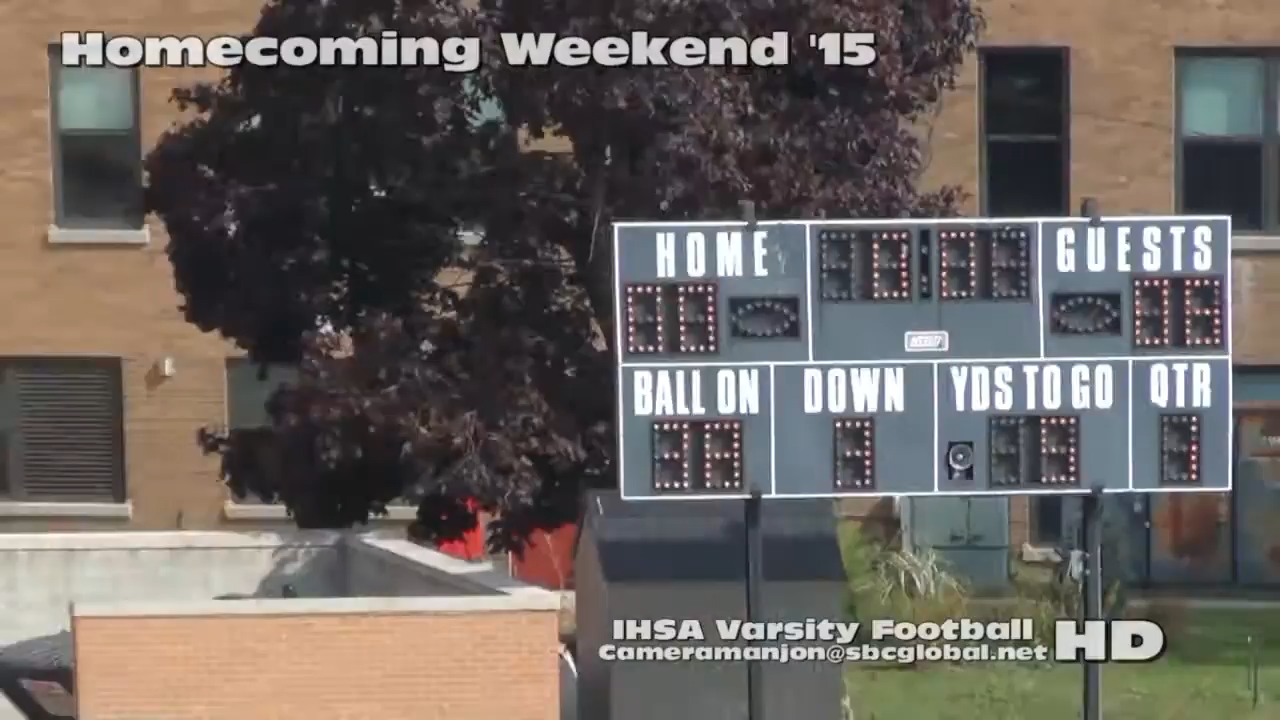 Homecoming Weekend '15
HOME
GUESTS
BALL ON
DOWN
YDS TO GO
QTR
IHSA Varsity Football HD
Cameramanjon@sbcglobal.net